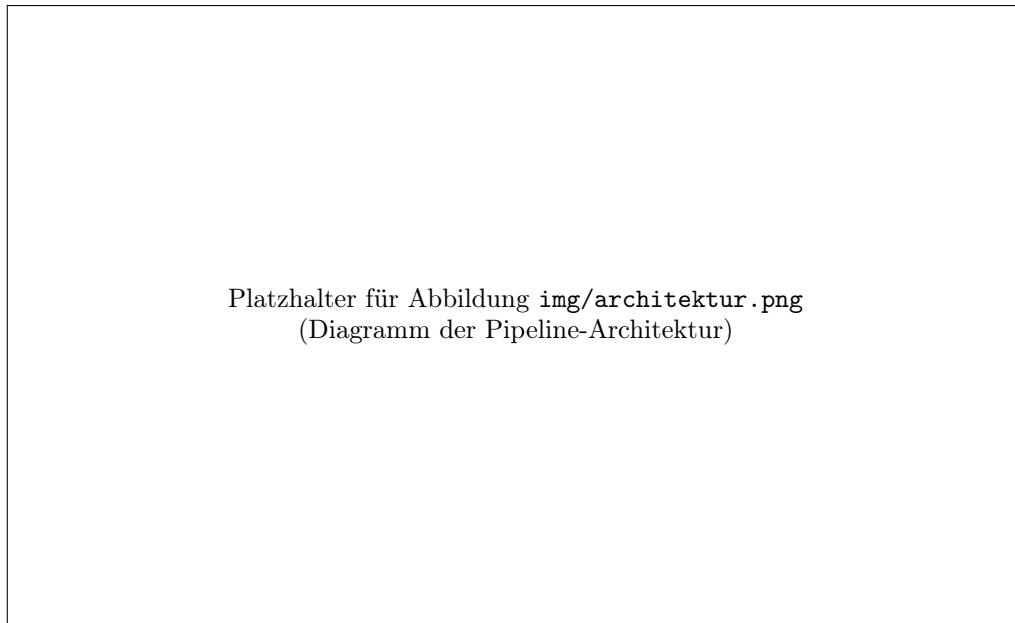 Platzhalter für Abbildung img/architektur.png
(Diagramm der Pipeline-Architektur)